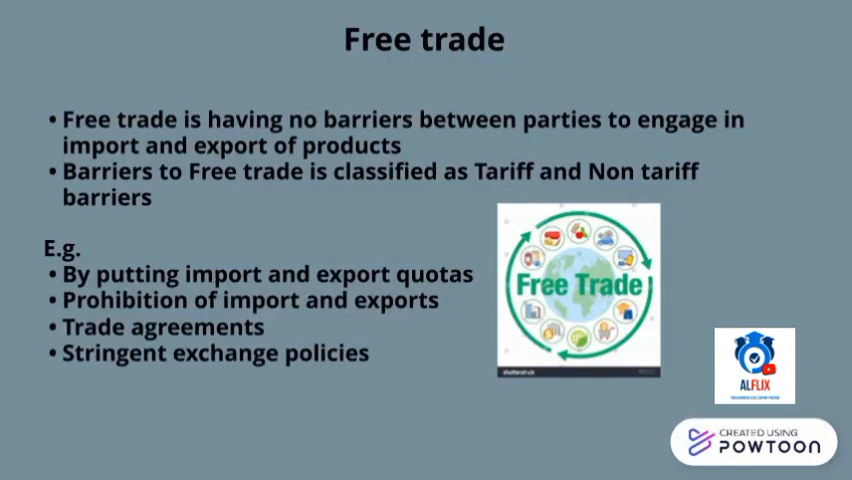 Free trade
• Free trade is having no barriers between parties to engage in
import and export of products
• Barriers to Free trade is classified as Tariff and Non tariff
barriers
E.g.
• By putting import and export quotas
• Prohibition of import and exports
• Trade agreements
• Stringent exchange policies
Free Trade
shutterstock
ALFLIX
CREATED USING
POWTOON